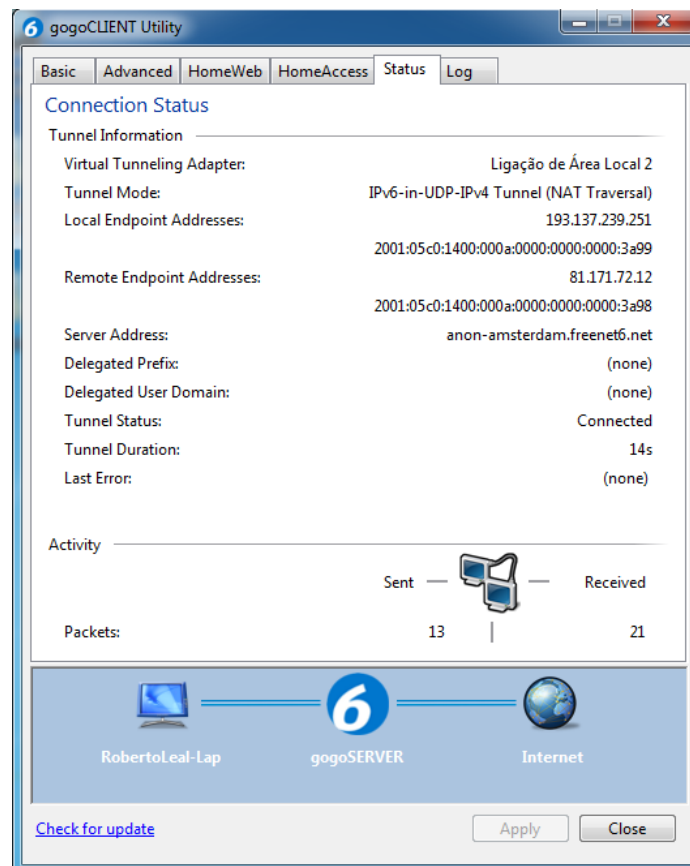 6 gogoCLIENT Utility
Basic Advanced HomeWeb HomeAccess Status Log
Connection Status
Tunnel Information
Virtual Tunneling Adapter: Ligação de Área Local 2
Tunnel Mode: IPv6-in-UDP-IPv4 Tunnel (NAT Traversal)
Local Endpoint Addresses: 193.137.239.251
2001:05c0:1400:000a:0000:0000:0000:3a99
Remote Endpoint Addresses: 81.171.72.12
2001:05c0:1400:000a:0000:0000:0000:3a98
Server Address: anon-amsterdam.freenet6.net
Delegated Prefix: (none)
Delegated User Domain: (none)
Tunnel Status: Connected
Tunnel Duration: 14s
Last Error: (none)
Activity
Sent Received
Packets: 13 21
6
RobertoLeal-Lap gogoSERVER Internet
Check for update Apply Close